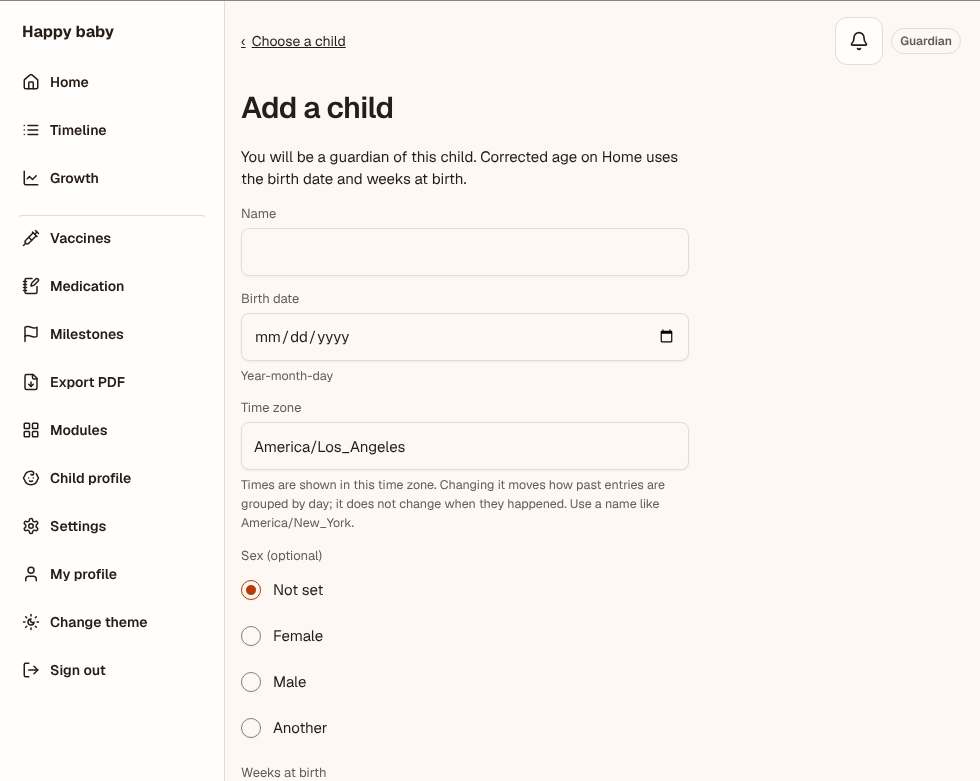 Happy baby
Home
Timeline
Growth
Vaccines
Medication
Milestones
Export PDF
Modules
Child profile
Settings
My profile
Change theme
Sign out
‹ Choose a child
Guardian
Add a child
You will be a guardian of this child. Corrected age on Home uses
the birth date and weeks at birth.
Name
Birth date
mm/dd/yyyy
Year-month-day
Time zone
America/Los_Angeles
Times are shown in this time zone. Changing it moves how past entries are
grouped by day; it does not change when they happened. Use a name like
America/New_York.
Sex (optional)
Not set
Female
Male
Another
Weeks at birth